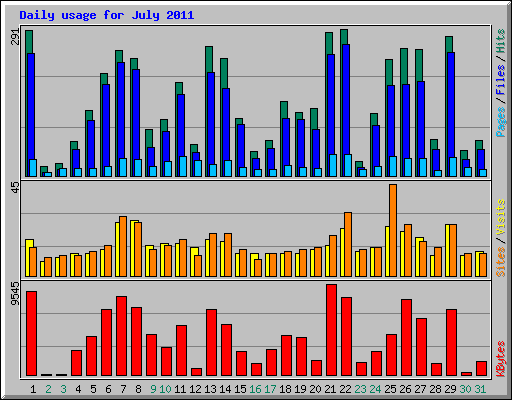 Daily usage for July 2011
291
Pages / Files / Hits
45
Sites / Visits
9545
KBytes
1 2 3 4 5 6 7 8 9 10 11 12 13 14 15 16 17 18 19 20 21 22 23 24 25 26 27 28 29 30 31